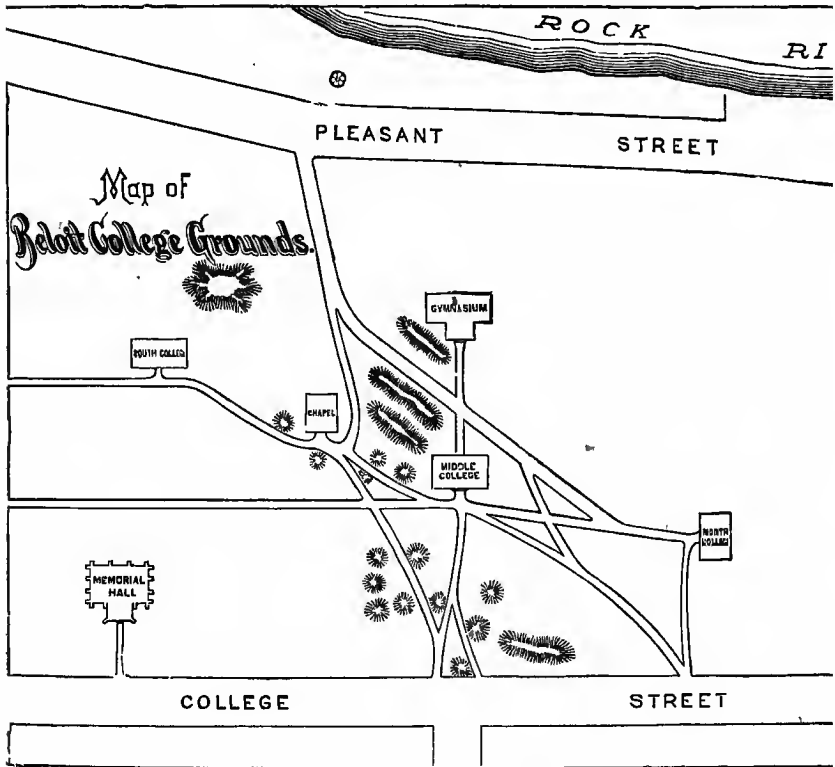 ROCK RI
PLEASANT STREET
Map of
Beloit College Grounds.
GYMNASIUM
SOUTH COLLEGE
CHAPEL
MIDDLE
COLLEGE
NORTH
COLLEGE
MEMORIAL
HALL
COLLEGE STREET